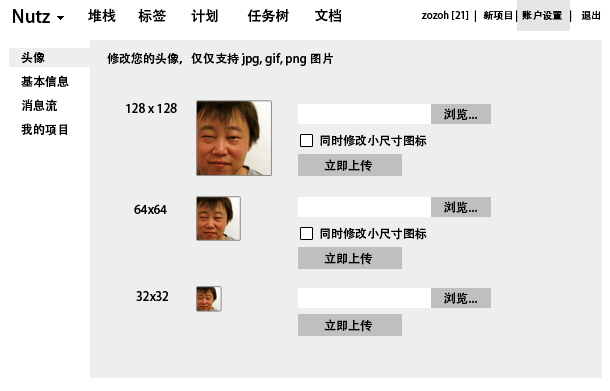 Nutz 堆栈 标签 计划 任务树 文档 zozoh [21] | 新项目 | 账户设置 | 退出
头像
基本信息
消息流
我的项目
修改您的头像，仅仅支持 jpg, gif, png 图片
128 x 128 浏览...
同时修改小尺寸图标
立即上传
64x64 浏览...
同时修改小尺寸图标
立即上传
32x32 浏览...
立即上传